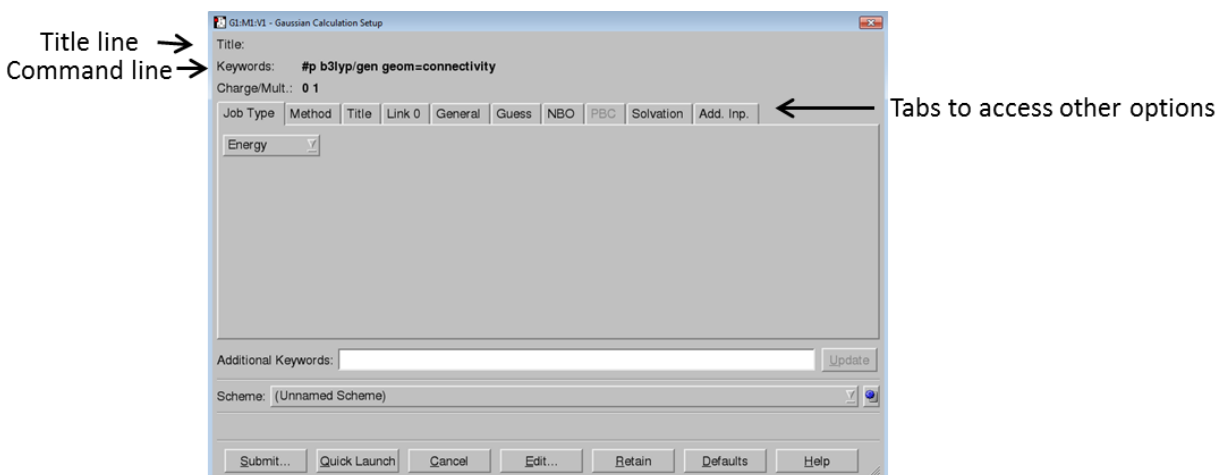 G1:M1:V1 - Gaussian Calculation Setup
Title line
Title:
Command line
Keywords: #p b3lyp/gen geom=connectivity
Charge/Mult.: 0 1
Job Type Method Title Link 0 General Guess NBO PBC Solvation Add. Inp.
Tabs to access other options
Energy
Additional Keywords: Update
Scheme: (Unnamed Scheme)
Submit... Quick Launch Cancel Edit... Retain Defaults Help